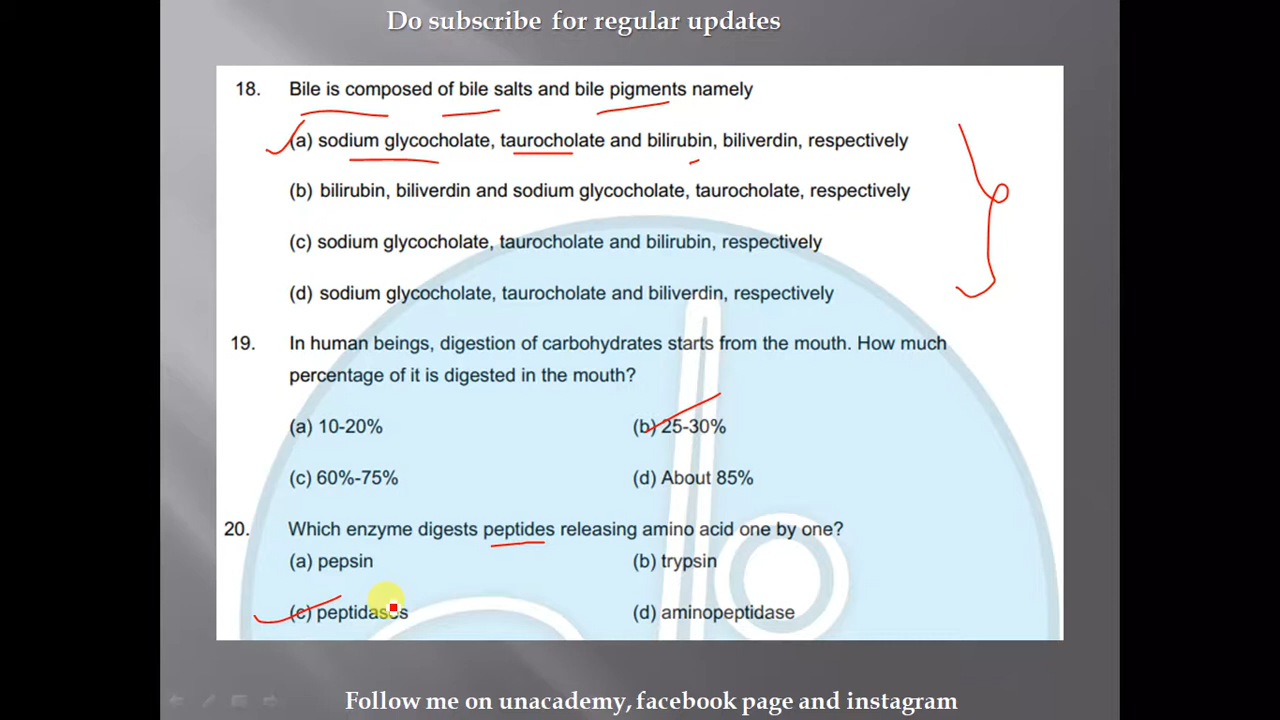 Do subscribe for regular updates
18. Bile is composed of bile salts and bile pigments namely
(a) sodium glycocholate, taurocholate and bilirubin, biliverdin, respectively
(b) bilirubin, biliverdin and sodium glycocholate, taurocholate, respectively
(c) sodium glycocholate, taurocholate and bilirubin, respectively
(d) sodium glycocholate, taurocholate and biliverdin, respectively
19. In human beings, digestion of carbohydrates starts from the mouth. How much
percentage of it is digested in the mouth?
(a) 10-20% (b) 25-30%
(c) 60%-75% (d) About 85%
20. Which enzyme digests peptides releasing amino acid one by one?
(a) pepsin (b) trypsin
(c) peptidases (d) aminopeptidase
Follow me on unacademy, facebook page and instagram